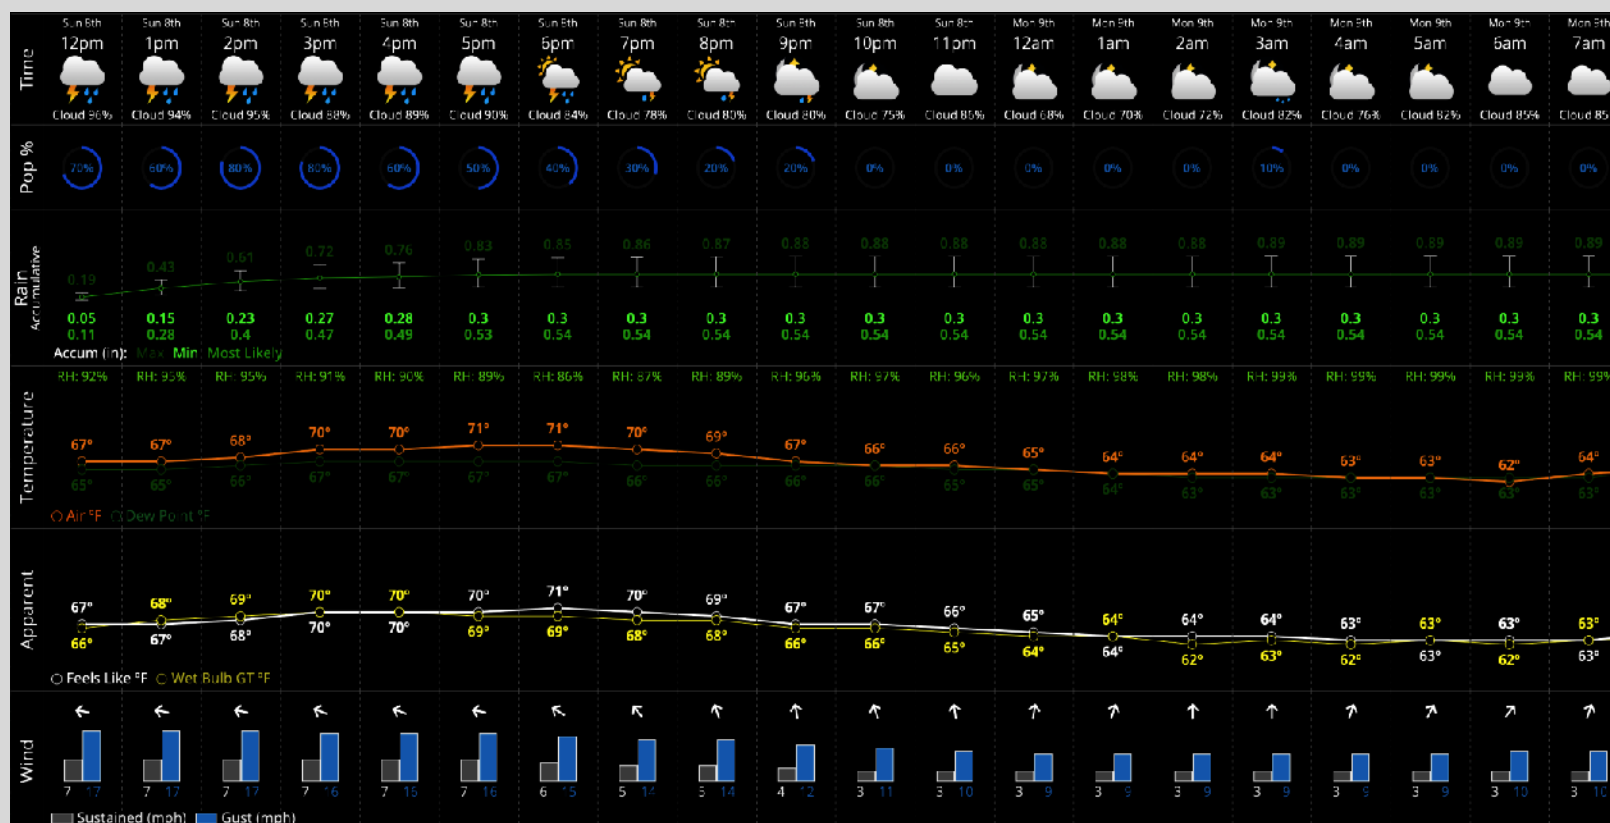 Sun 8th Sun 8th Sun 8th Sun 8th Sun 8th Sun 8th Sun 8th Sun 8th Sun 8th Sun 8th Sun 8th Sun 8th Mon 9th Mon 9th Mon 9th Mon 9th Mon 9th Mon 9th Mon 9th Mon 9th
12pm 1pm 2pm 3pm 4pm 5pm 6pm 7pm 8pm 9pm 10pm 11pm 12am 1am 2am 3am 4am 5am 6am 7am
Time
Cloud 96% Cloud 94% Cloud 95% Cloud 88% Cloud 89% Cloud 90% Cloud 84% Cloud 78% Cloud 80% Cloud 80% Cloud 75% Cloud 86% Cloud 68% Cloud 70% Cloud 72% Cloud 82% Cloud 76% Cloud 82% Cloud 85% Cloud 85
Pop %
70% 60% 80% 80% 60% 50% 40% 30% 20% 20% 0% 0% 0% 0% 0% 10% 0% 0% 0% 0%
Rain
Accumulative
0.19 0.43 0.61 0.72 0.76 0.83 0.85 0.86 0.87 0.88 0.88 0.88 0.88 0.88 0.88 0.89 0.89 0.89 0.89 0.89
0.05 0.15 0.23 0.27 0.28 0.3 0.3 0.3 0.3 0.3 0.3 0.3 0.3 0.3 0.3 0.3 0.3 0.3 0.3 0.3
0.11 0.28 0.4 0.47 0.49 0.53 0.54 0.54 0.54 0.54 0.54 0.54 0.54 0.54 0.54 0.54 0.54 0.54 0.54 0.54
Accum (in): Max Min Most Likely
RH: 92% RH: 95% RH: 95% RH: 91% RH: 90% RH: 89% RH: 86% RH: 87% RH: 89% RH: 96% RH: 97% RH: 96% RH: 97% RH: 98% RH: 98% RH: 99% RH: 99% RH: 99% RH: 99% RH: 99%
Temperature
67° 67° 68° 70° 70° 71° 71° 70° 69° 67° 66° 66° 65° 64° 64° 64° 63° 63° 62° 64°
65° 65° 66° 67° 67° 67° 67° 66° 66° 66° 66° 65° 65° 64° 63° 63° 63° 63° 63° 63°
Air °F Dew Point °F
Apparent
67° 68° 69° 70° 70° 70° 71° 70° 69° 67° 67° 66° 65° 64° 64° 64° 63° 63° 63° 63°
66° 67° 68° 70° 70° 69° 69° 68° 68° 66° 66° 65° 64° 64° 62° 63° 62° 63° 62° 63°
Feels Like °F Wet Bulb GT °F
Wind
7 17 7 17 7 17 7 16 7 15 7 16 6 15 5 14 5 14 4 12 3 11 3 10 3 9 3 9 3 9 3 9 3 9 3 9 3 10 3 10
Sustained (mph) Gust (mph)